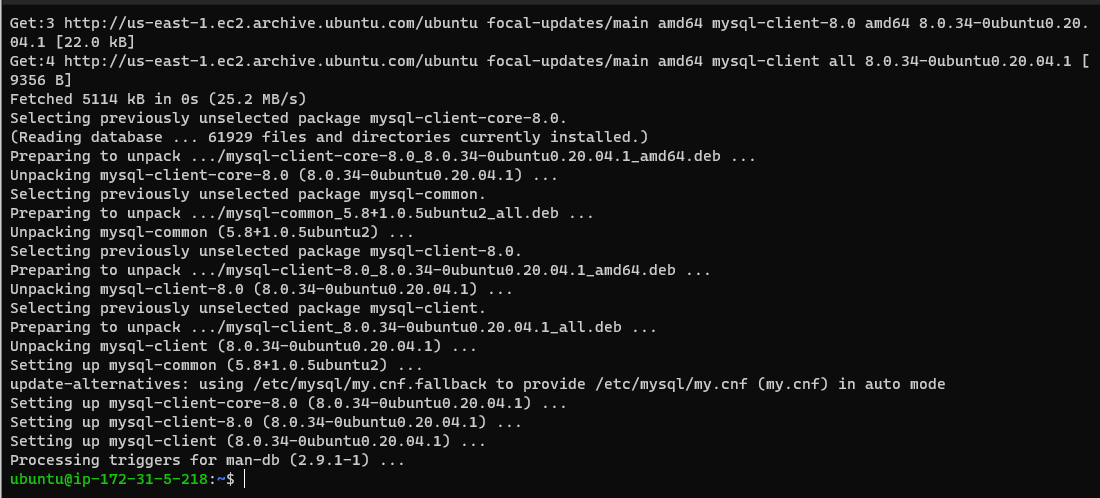 Get:3 http://us-east-1.ec2.archive.ubuntu.com/ubuntu focal-updates/main amd64 mysql-client-8.0 amd64 8.0.34-0ubuntu0.20.
04.1 [22.0 kB]
Get:4 http://us-east-1.ec2.archive.ubuntu.com/ubuntu focal-updates/main amd64 mysql-client all 8.0.34-0ubuntu0.20.04.1 [
9356 B]
Fetched 5114 kB in 0s (25.2 MB/s)
Selecting previously unselected package mysql-client-core-8.0.
(Reading database ... 61929 files and directories currently installed.)
Preparing to unpack .../mysql-client-core-8.0_8.0.34-0ubuntu0.20.04.1_amd64.deb ...
Unpacking mysql-client-core-8.0 (8.0.34-0ubuntu0.20.04.1) ...
Selecting previously unselected package mysql-common.
Preparing to unpack .../mysql-common_5.8+1.0.5ubuntu2_all.deb ...
Unpacking mysql-common (5.8+1.0.5ubuntu2) ...
Selecting previously unselected package mysql-client-8.0.
Preparing to unpack .../mysql-client-8.0_8.0.34-0ubuntu0.20.04.1_amd64.deb ...
Unpacking mysql-client-8.0 (8.0.34-0ubuntu0.20.04.1) ...
Selecting previously unselected package mysql-client.
Preparing to unpack .../mysql-client_8.0.34-0ubuntu0.20.04.1_all.deb ...
Unpacking mysql-client (8.0.34-0ubuntu0.20.04.1) ...
Setting up mysql-common (5.8+1.0.5ubuntu2) ...
update-alternatives: using /etc/mysql/my.cnf.fallback to provide /etc/mysql/my.cnf (my.cnf) in auto mode
Setting up mysql-client-core-8.0 (8.0.34-0ubuntu0.20.04.1) ...
Setting up mysql-client-8.0 (8.0.34-0ubuntu0.20.04.1) ...
Setting up mysql-client (8.0.34-0ubuntu0.20.04.1) ...
Processing triggers for man-db (2.9.1-1) ...
ubuntu@ip-172-31-5-218:~$